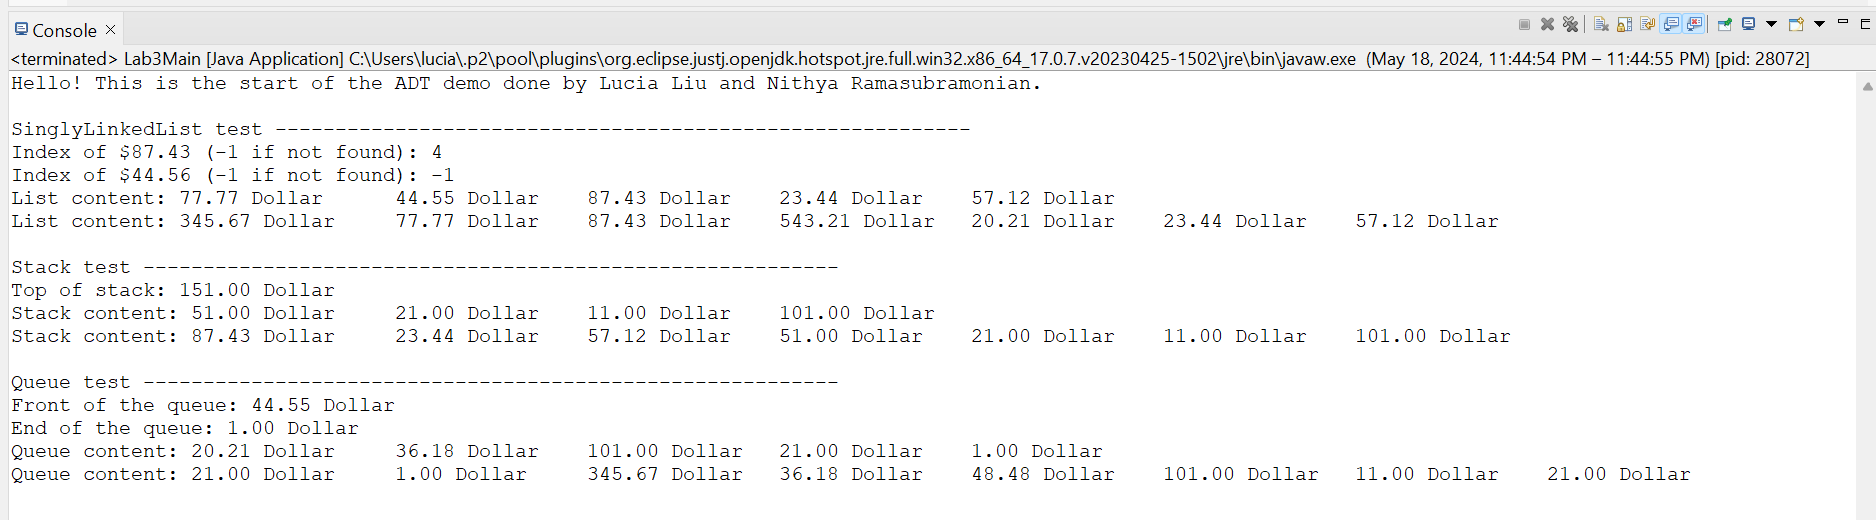 Console
<terminated> Lab3Main [Java Application] C:\Users\lucia\.p2\pool\plugins\org.eclipse.justj.openjdk.hotspot.jre.full.win32.x86_64_17.0.7.v20230425-1502\jre\bin\javaw.exe (May 18, 2024, 11:44:54 PM – 11:44:55 PM) [pid: 28072]
Hello! This is the start of the ADT demo done by Lucia Liu and Nithya Ramasubramonian.
SinglyLinkedList test ----------------------------------------------------------
Index of $87.43 (-1 if not found): 4
Index of $44.56 (-1 if not found): -1
List content: 77.77 Dollar 44.55 Dollar 87.43 Dollar 23.44 Dollar 57.12 Dollar
List content: 345.67 Dollar 77.77 Dollar 87.43 Dollar 543.21 Dollar 20.21 Dollar 23.44 Dollar 57.12 Dollar
Stack test ----------------------------------------------------------
Top of stack: 151.00 Dollar
Stack content: 51.00 Dollar 21.00 Dollar 11.00 Dollar 101.00 Dollar
Stack content: 87.43 Dollar 23.44 Dollar 57.12 Dollar 51.00 Dollar 21.00 Dollar 11.00 Dollar 101.00 Dollar
Queue test ----------------------------------------------------------
Front of the queue: 44.55 Dollar
End of the queue: 1.00 Dollar
Queue content: 20.21 Dollar 36.18 Dollar 101.00 Dollar 21.00 Dollar 1.00 Dollar
Queue content: 21.00 Dollar 1.00 Dollar 345.67 Dollar 36.18 Dollar 48.48 Dollar 101.00 Dollar 11.00 Dollar 21.00 Dollar